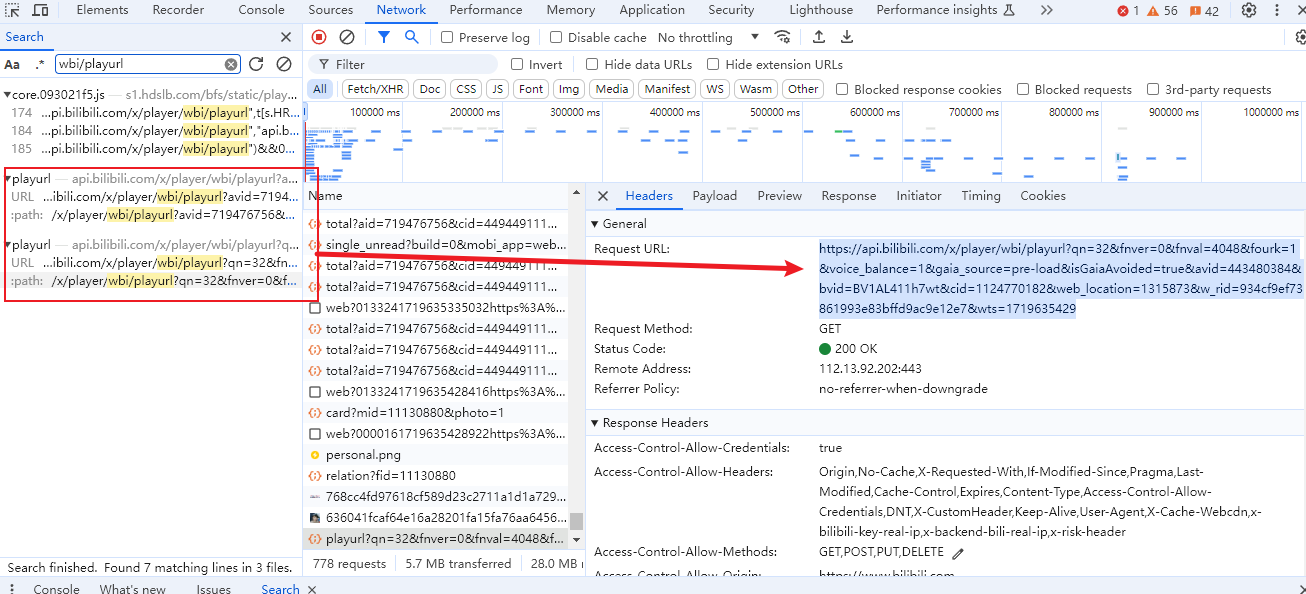 Elements Recorder Console Sources Network Performance Memory Application Security Lighthouse Performance insights 1 56 42
Search
Preserve log Disable cache No throttling
Aa .* wbi/playurl
Filter Invert Hide data URLs Hide extension URLs
All Fetch/XHR Doc CSS JS Font Img Media Manifest WS Wasm Other Blocked response cookies Blocked requests 3rd-party requests
100000 ms 200000 ms 300000 ms 400000 ms 500000 ms 600000 ms 700000 ms 800000 ms 900000 ms 1000000 ms
core.093021f5.js — s1.hdslb.com/bfs/static/play...
174 ...pi.bilibili.com/x/player/wbi/playurl",t[s.HR...
184 ...pi.bilibili.com/x/player/wbi/playurl","api.b...
185 ...pi.bilibili.com/x/player/wbi/playurl")&&0...
playurl — api.bilibili.com/x/player/wbi/playurl?a...
URL ...ibili.com/x/player/wbi/playurl?avid=7194...
:path: /x/player/wbi/playurl?avid=719476756&...
playurl — api.bilibili.com/x/player/wbi/playurl?q...
URL ...ibili.com/x/player/wbi/playurl?qn=32&fn...
:path: /x/player/wbi/playurl?qn=32&fnver=0&f...
Search finished. Found 7 matching lines in 3 files.
Name
total?aid=719476756&cid=449449111...
single_unread?build=0&mobi_app=web...
total?aid=719476756&cid=449449111...
total?aid=719476756&cid=449449111...
web?0133241719635335032https%3A%...
total?aid=719476756&cid=449449111...
total?aid=719476756&cid=449449111...
total?aid=719476756&cid=449449111...
web?0133241719635428416https%3A%...
card?mid=11130880&photo=1
web?0000161719635428922https%3A%...
personal.png
relation?fid=11130880
768cc4fd97618cf589d23c2711a1d1a729...
636041fcaf64e16a28201fa15fa76aa6456...
playurl?qn=32&fnver=0&fnval=4048&f...
778 requests 5.7 MB transferred 28.0 MB
Headers Payload Preview Response Initiator Timing Cookies
General
Request URL: https://api.bilibili.com/x/player/wbi/playurl?qn=32&fnver=0&fnval=4048&fourk=1
&voice_balance=1&gaia_source=pre-load&isGaiaAvoided=true&avid=443480384&
bvid=BV1AL411h7wt&cid=1124770182&web_location=1315873&w_rid=934cf9ef73
861993e83bffd9ac9e12e7&wts=1719635429
Request Method: GET
Status Code: 200 OK
Remote Address: 112.13.92.202:443
Referrer Policy: no-referrer-when-downgrade
Response Headers
Access-Control-Allow-Credentials: true
Access-Control-Allow-Headers: Origin,No-Cache,X-Requested-With,If-Modified-Since,Pragma,Last-
Modified,Cache-Control,Expires,Content-Type,Access-Control-Allow-
Credentials,DNT,X-CustomHeader,Keep-Alive,User-Agent,X-Cache-Webcdn,x-
bilibili-key-real-ip,x-backend-bili-real-ip,x-risk-header
Access-Control-Allow-Methods: GET,POST,PUT,DELETE
Access-Control-Allow-Origin: https://www.bilibili.com
Console What's new Issues Search